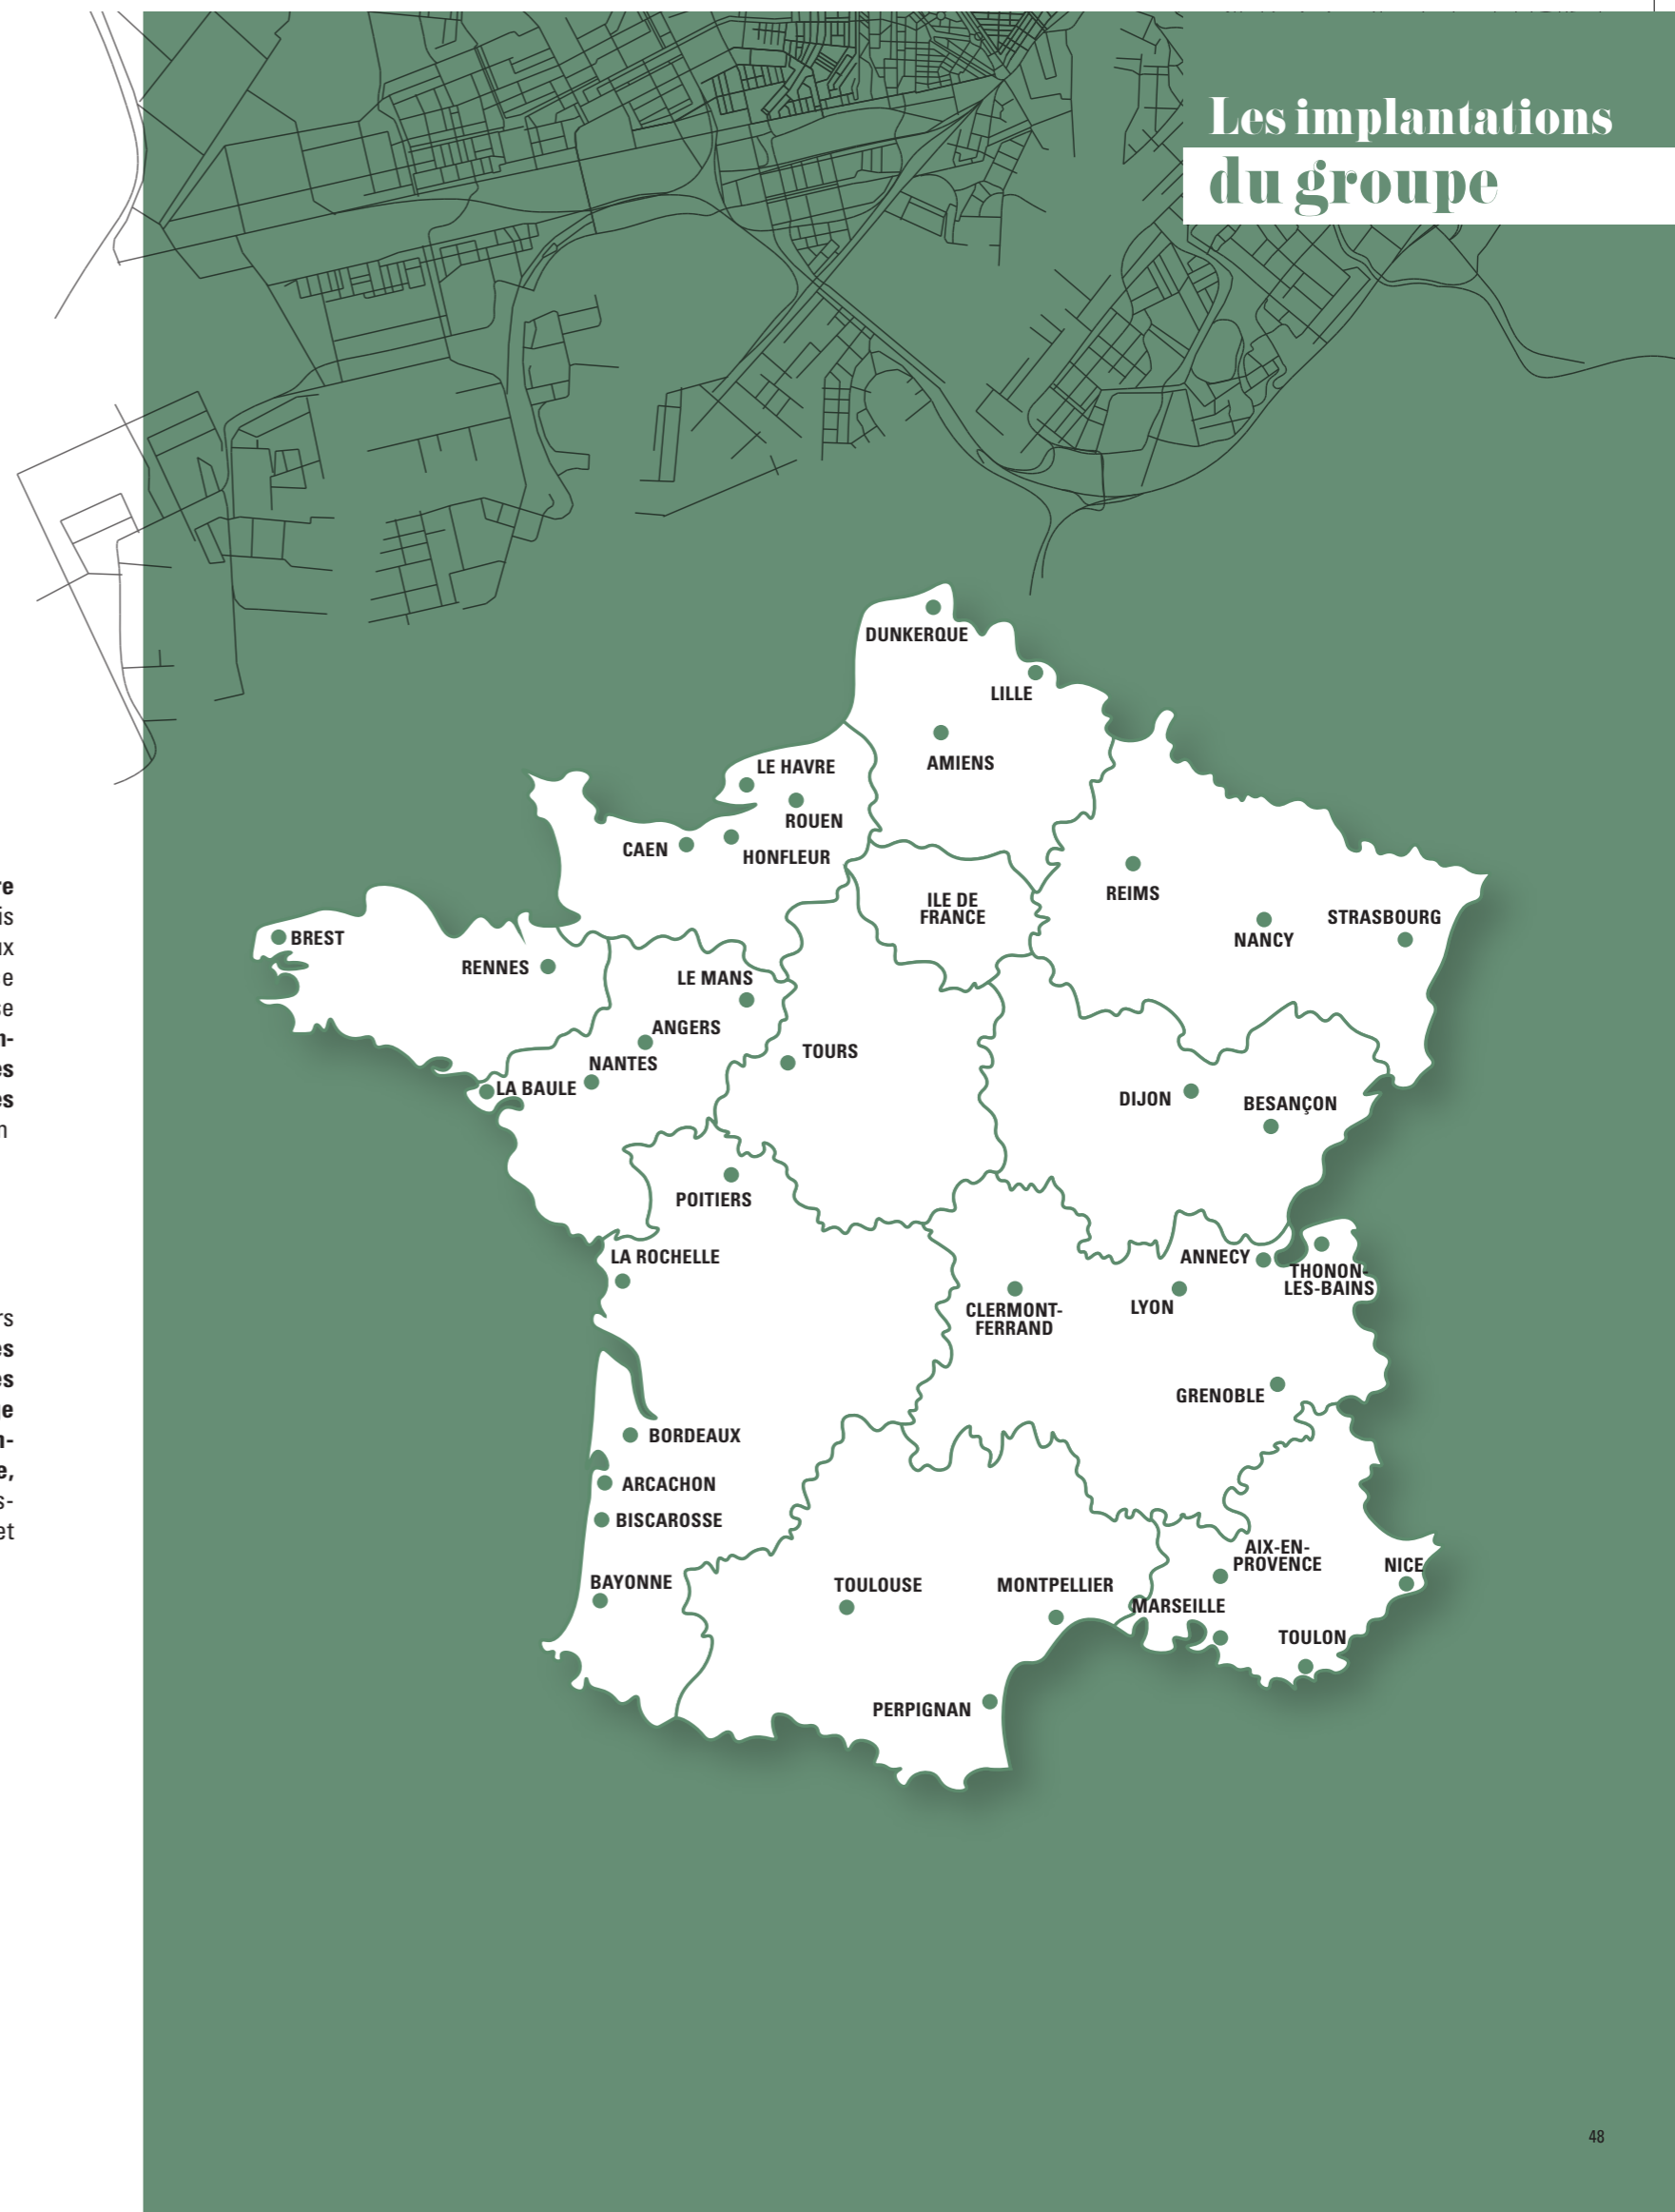 Les implantations
du groupe
DUNKERQUE
LILLE
AMIENS
LE HAVRE
ROUEN
CAEN
HONFLEUR
ILE DE
FRANCE
REIMS
STRASBOURG
NANCY
BREST
RENNES
LE MANS
ANGERS
TOURS
NANTES
LA BAULE
DIJON
BESANÇON
POITIERS
LA ROCHELLE
ANNECY
THONON-
LES-BAINS
LYON
CLERMONT-
FERRAND
GRENOBLE
BORDEAUX
ARCACHON
BISCAROSSE
AIX-EN-
PROVENCE
NICE
BAYONNE
TOULOUSE
MONTPELLIER
MARSEILLE
TOULON
PERPIGNAN
et
48